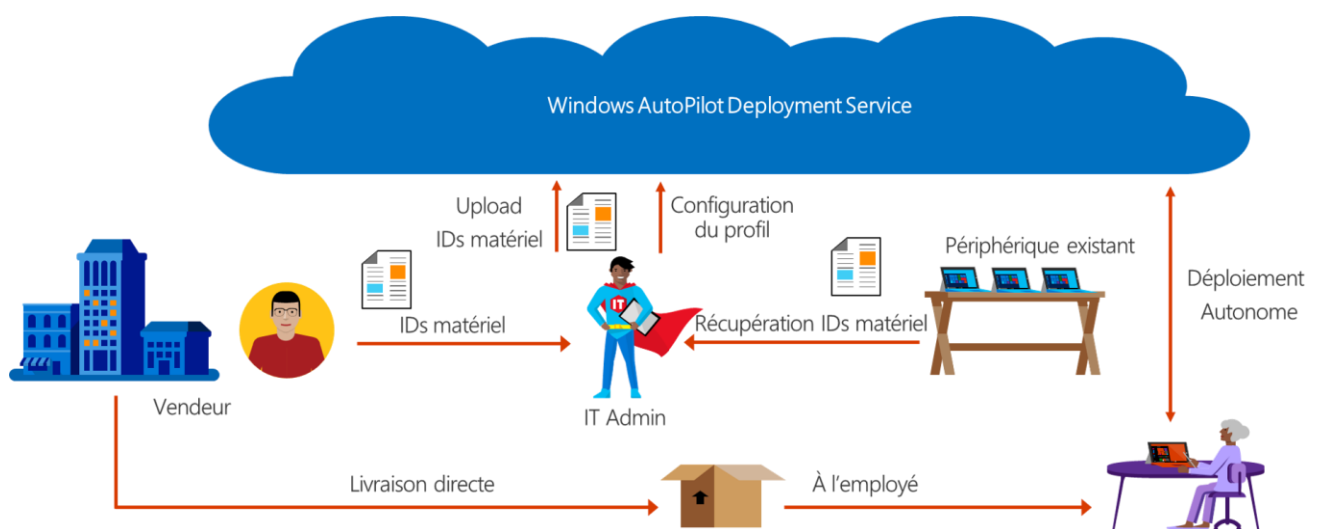 Windows AutoPilot Deployment Service
Upload
IDs matériel
Configuration
du profil
Périphérique existant
Déploiement
Autonome
IDs matériel
IT
Récupération IDs matériel
Vendeur
IT Admin
Livraison directe
À l'employé